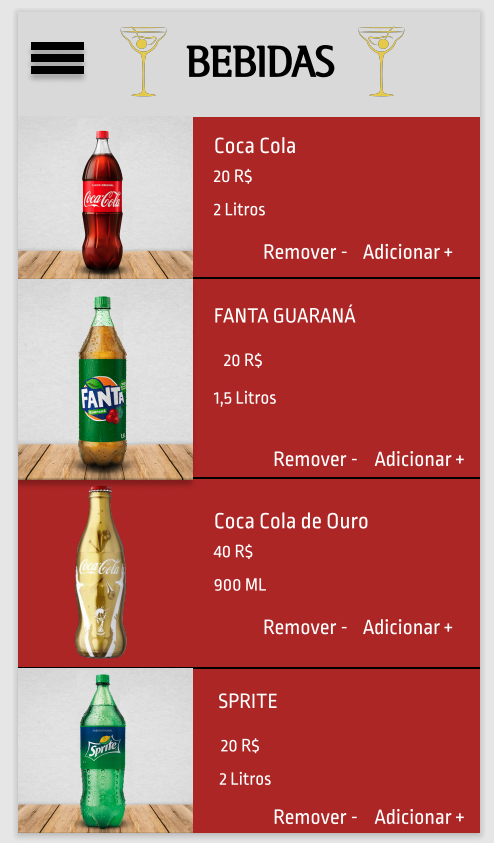 BEBIDAS
Coca Cola
20 R$
2 Litros
Remover - Adicionar +
Coca-Cola
FANTA GUARANÁ
20 R$
1,5 Litros
Remover - Adicionar +
FANTA
Guaraná
Coca Cola de Ouro
40 R$
900 ML
Remover - Adicionar +
Coca-Cola
SPRITE
20 R$
2 Litros
Remover - Adicionar +
Sprite